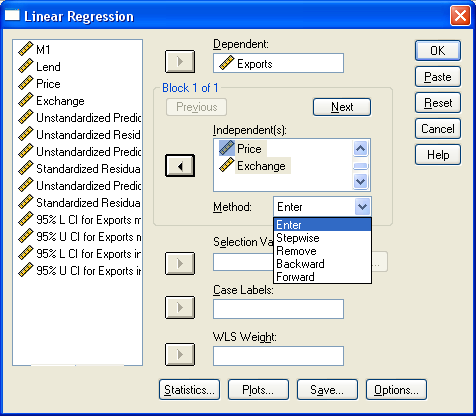 Linear Regression
M1
Lend
Price
Exchange
Unstandardized Predic
Unstandardized Resid
Unstandardized Predic
Standardized Residua
Unstandardized Predic
Standardized Residua
95% L CI for Exports m
95% U CI for Exports n
95% L CI for Exports in
95% U CI for Exports ir
Dependent:
Exports
Block 1 of 1
Previous
Next
Independent(s):
Price
Exchange
Method:
Enter
Enter
Stepwise
Remove
Backward
Forward
Selection Va
...
Case Labels:
WLS Weight:
OK
Paste
Reset
Cancel
Help
Statistics...
Plots...
Save...
Options...